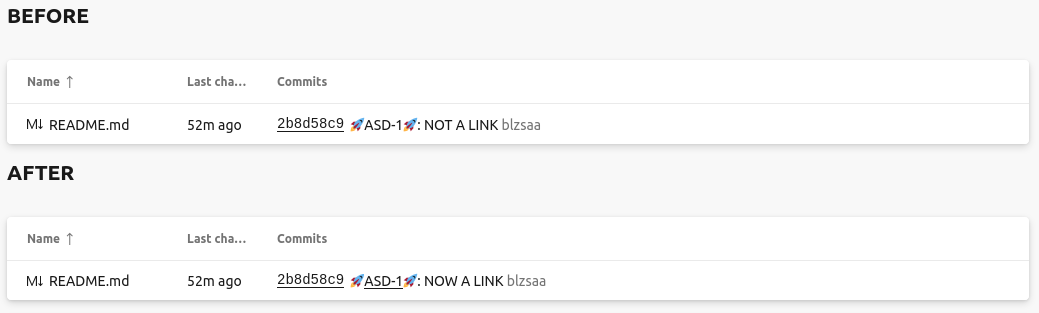 BEFORE
Name ↑ Last cha... Commits
M↓ README.md 52m ago 2b8d58c9 🚀ASD-1🚀: NOT A LINK blzsaa
AFTER
Name ↑ Last cha... Commits
M↓ README.md 52m ago 2b8d58c9 🚀ASD-1🚀: NOW A LINK blzsaa